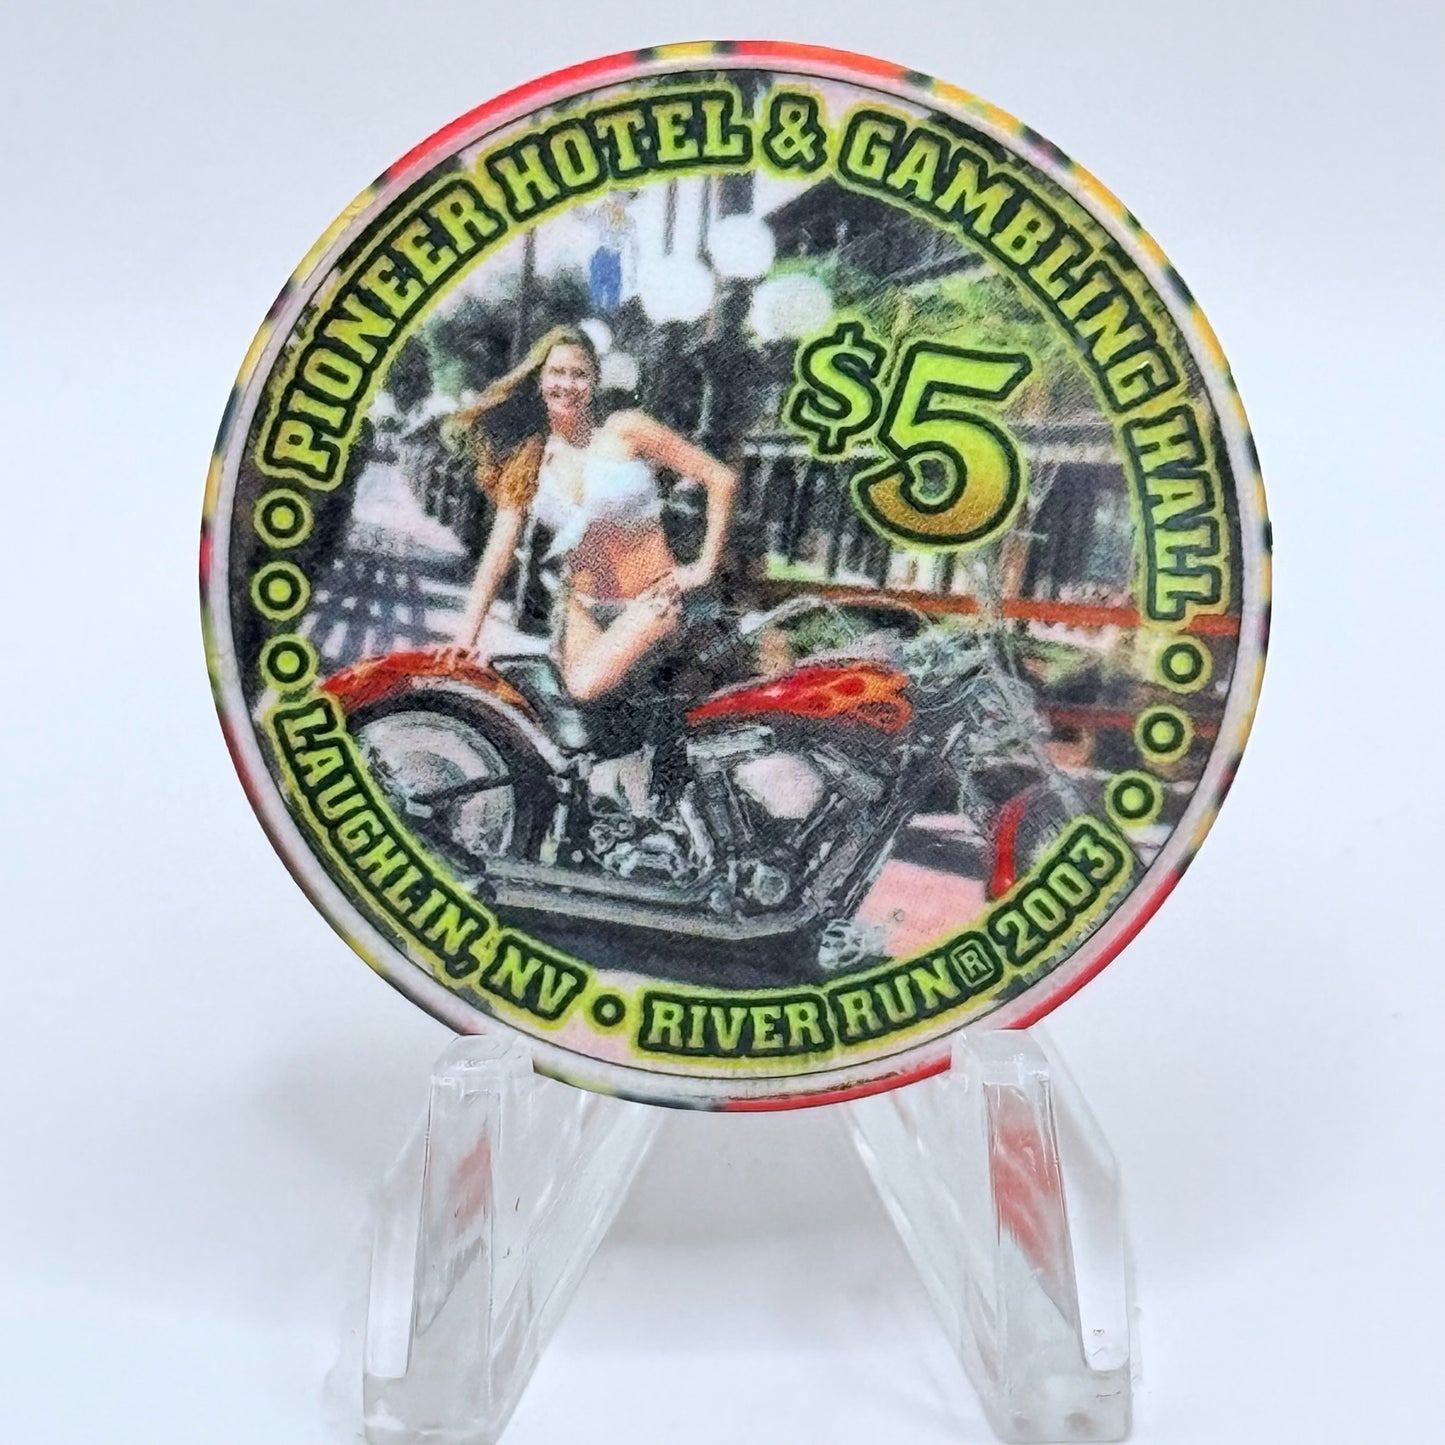 PIONEER HOTEL & GAMBLING HALL
$5
LAUGHLIN, NV • RIVER RUN® 2003